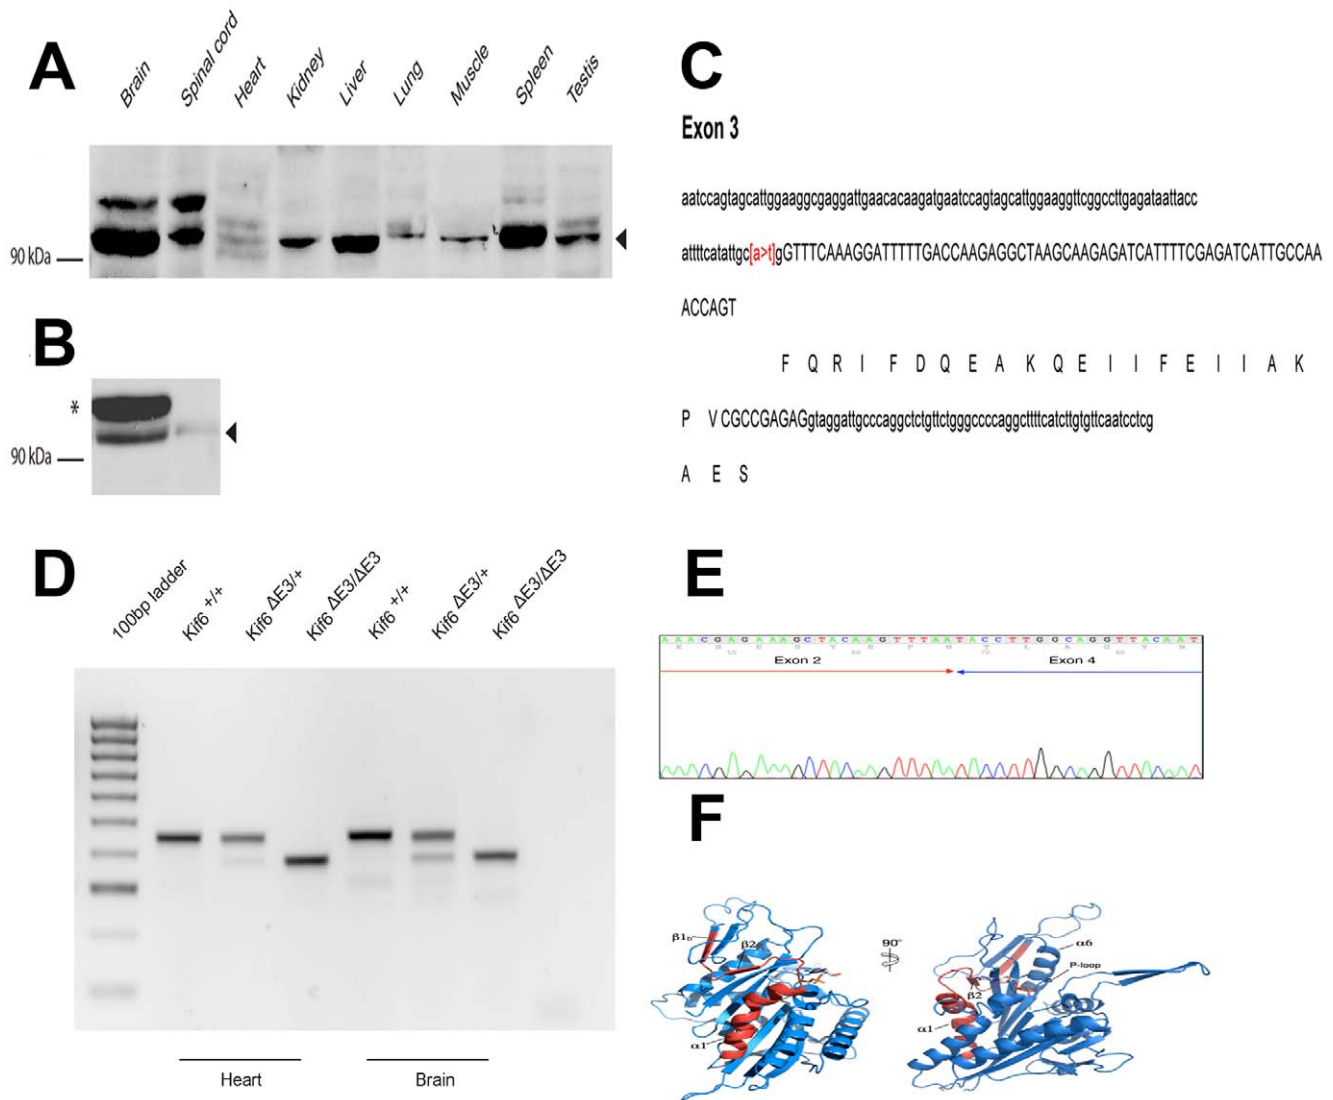 A
Brain Spinal cord Heart Kidney Liver Lung Muscle Spleen Testis
90 kDa
B
*
90 kDa
C
Exon 3
aatccagtagcattggaaggcgaggattgaacacaagatgaatccagtagcattggaaggttcggccttgagataattacc
attttcatattgc[a>t]gGTTTCAAAGGATTTTTGACCAAGAGGCTAAGCAAGAGATCATTTTCGAGATCATTGCCAA
ACCAGT
F Q R I F D Q E A K Q E I I F E I I A K
P V CGCCGAGAGgtaggattgcccaggctctgttctgggccccaggcttttcatcttgtgttcaatcctcg
A E S
D
100bp ladder Kif6 +/+ Kif6 ΔE3/+ Kif6 ΔE3/ΔE3 Kif6 +/+ Kif6 ΔE3/+ Kif6 ΔE3/ΔE3
Heart Brain
E
AAACGAGAAAGCTACAAGTTTAATACCTTGGCAGGTTACAAT
Exon 2 Exon 4
F
β1b β2 α1
90°
α6 P-loop β2 α1